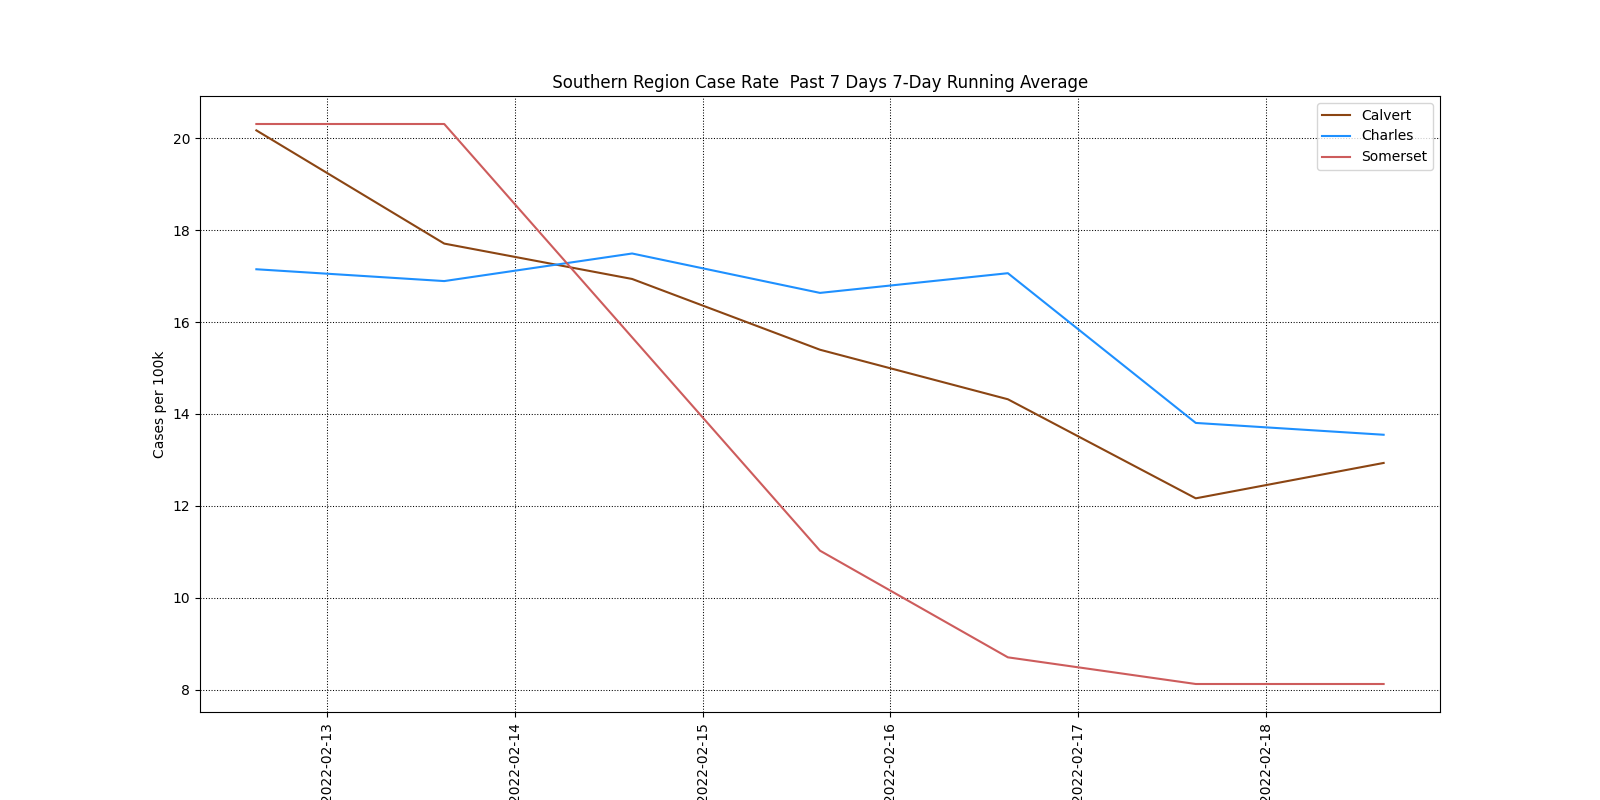 Southern Region Case Rate  Past 7 Days 7-Day Running Average
Calvert
Charles
Somerset
Cases per 100k
20
18
16
14
12
10
8
2022-02-13
2022-02-14
2022-02-15
2022-02-16
2022-02-17
2022-02-18